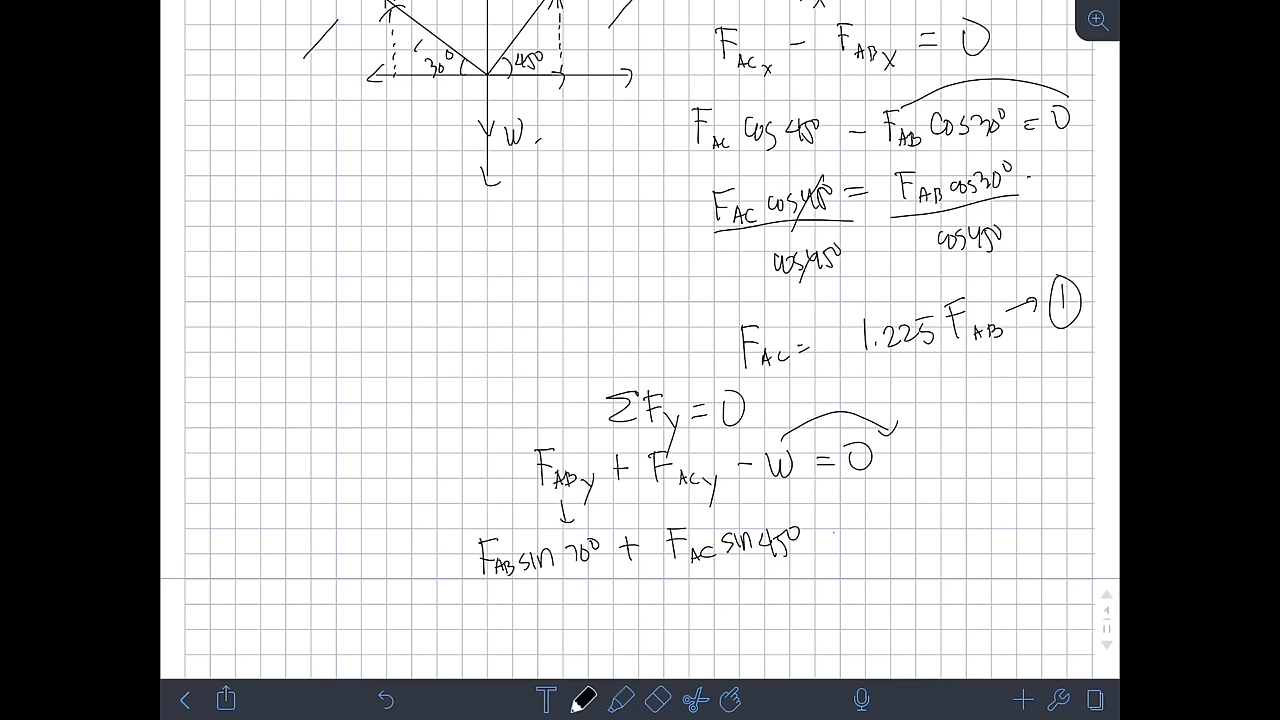 30° 45°
W.
F_ACx - F_ABx = 0
F_AC cos 45° - F_AB cos 30° = 0
F_AC cos 45° = F_AB cos 30°
cos 45° cos 45°
F_AC = 1.225 F_AB → ①
ΣF_y = 0
F_ABy + F_ACy - W = 0
F_AB sin 30° + F_AC sin 45°
4
11
T